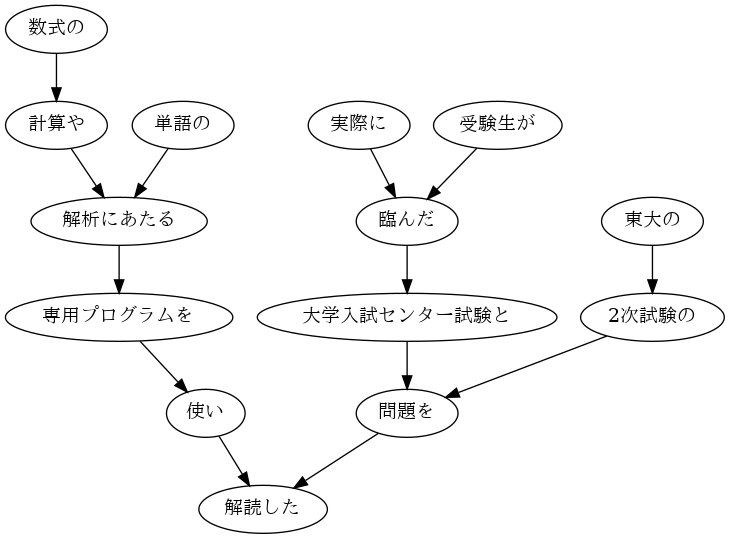 数式の
計算や
単語の
実際に
受験生が
解析にあたる
臨んだ
東大の
専用プログラムを
大学入試センター試験と
2次試験の
使い
問題を
解読した